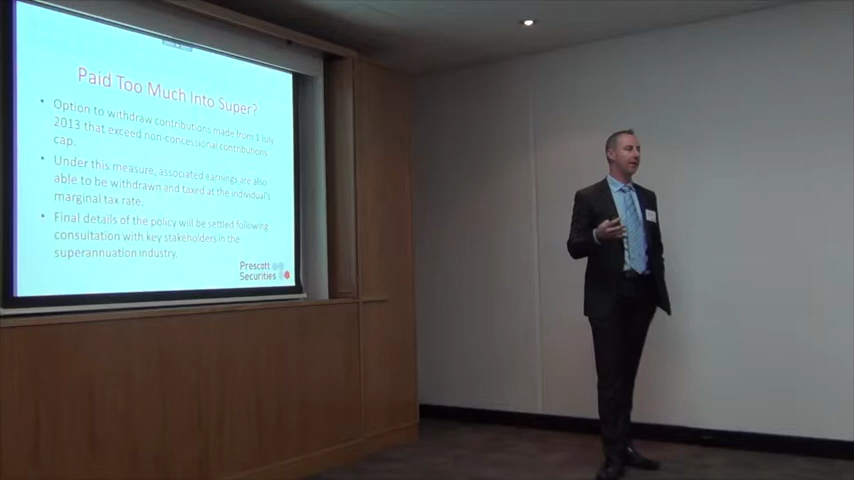 Paid Too Much Into Super?
• Option to withdraw contributions made from 1 July
2013 that exceed non-concessional contributions
cap.
• Under this measure, associated earnings are also
able to be withdrawn and taxed at the individual's
marginal tax rate.
• Final details of the policy will be settled following
consultation with key stakeholders in the
superannuation industry.
Prescott
Securities